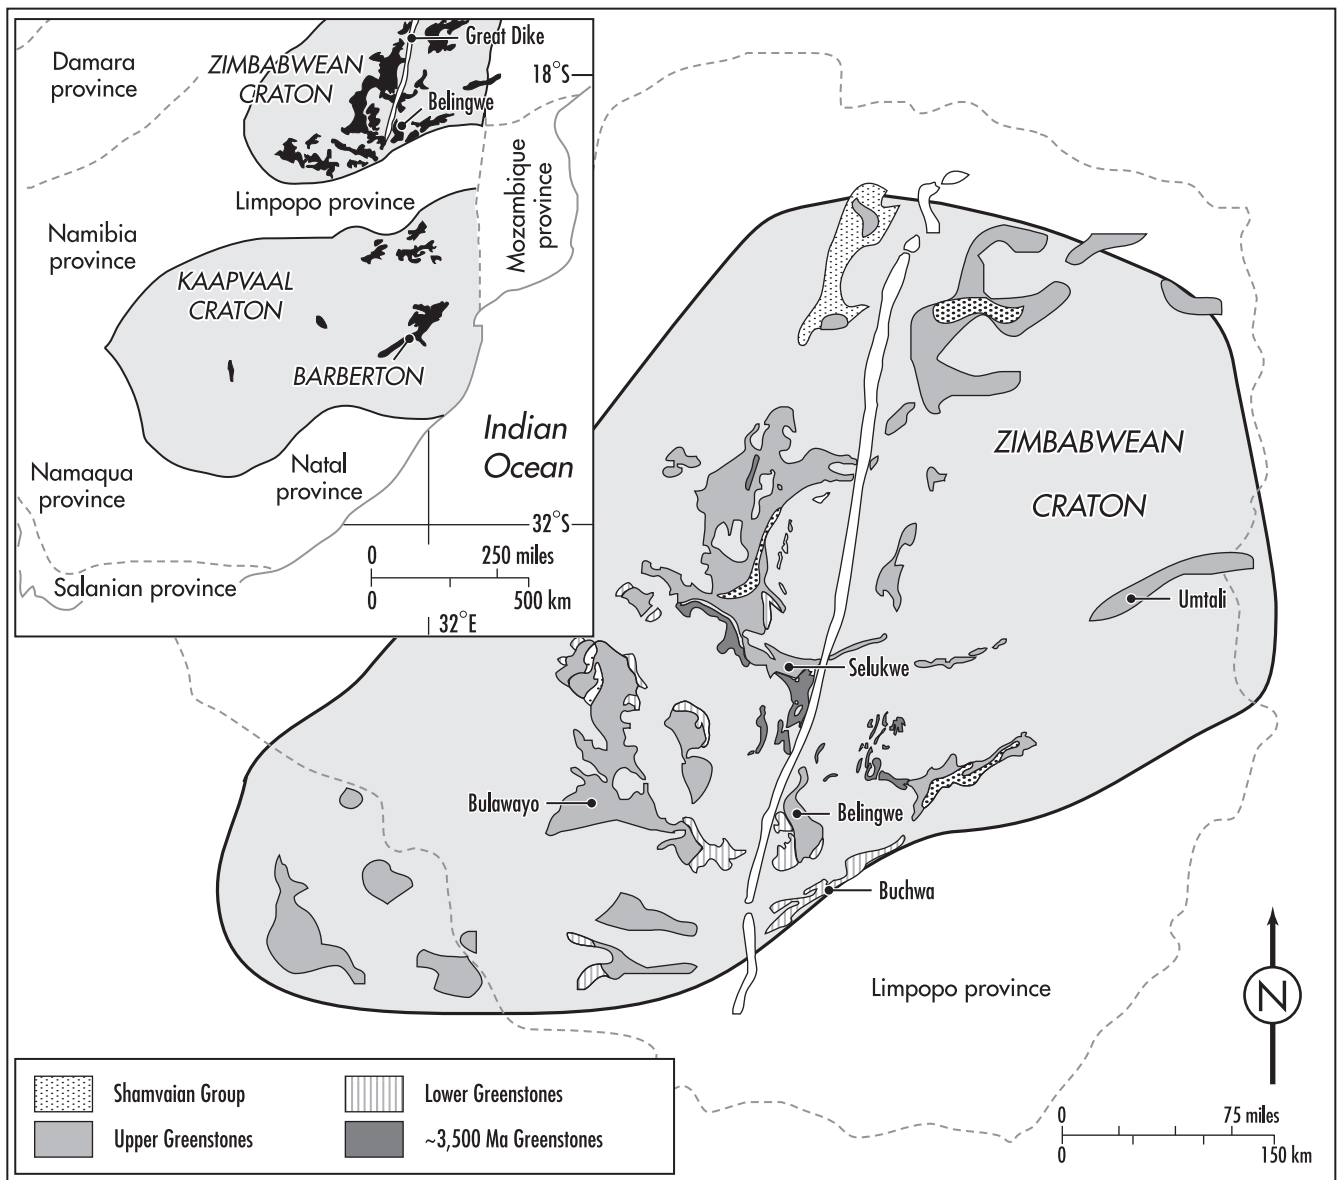 Great Dike
Damara
province
ZIMBABWEAN
CRATON
18°S
Belingwe
Mozambique
province
Limpopo province
Namibia
province
KAAPVAAL
CRATON
BARBERTON
Indian
Ocean
Namaqua
province
Natal
province
32°S
0
250 miles
Salanian province
0
500 km
32°E
ZIMBABWEAN
CRATON
Umtali
Selukwe
Bulawayo
Belingwe
Buchwa
Limpopo province
N
Shamvaian Group
Lower Greenstones
Upper Greenstones
~3,500 Ma Greenstones
0
75 miles
0
150 km